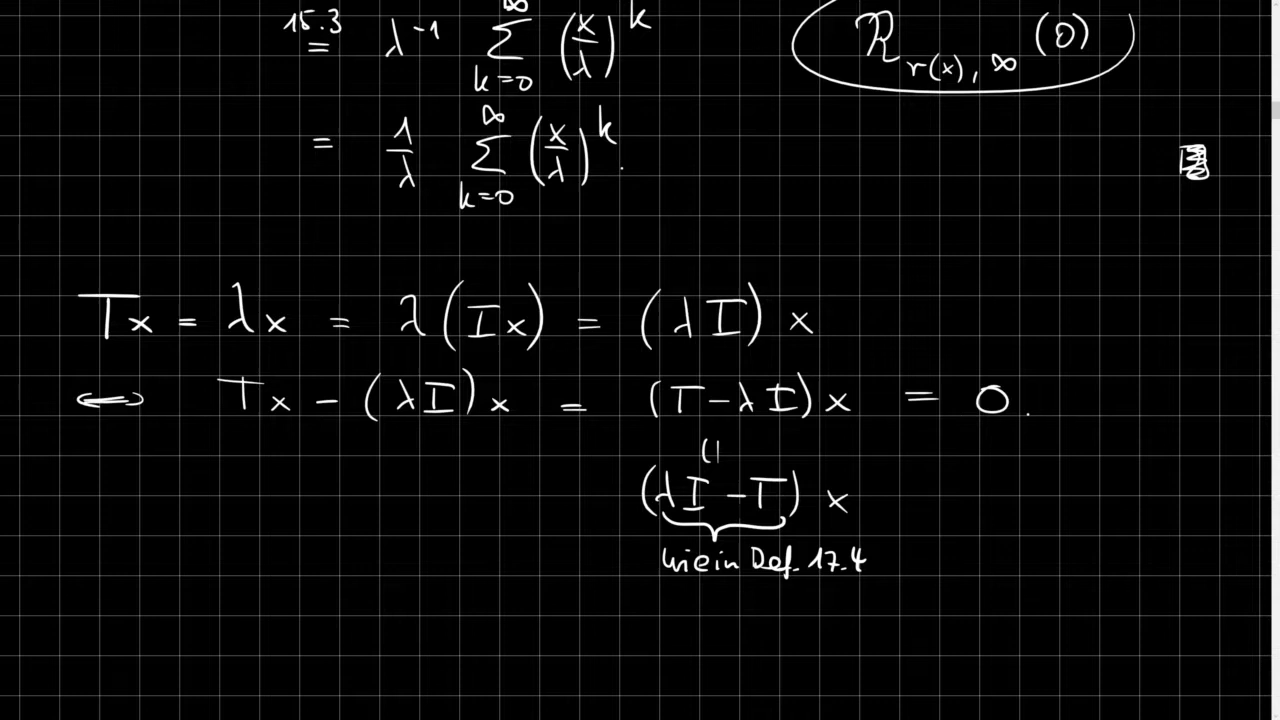 15.3 = λ⁻¹ ∑_{k=0}^{∞} (x/λ)^k   R_{r(x), ∞} (0)
= 1/λ ∑_{k=0}^{∞} (x/λ)^k .
Tx = λx = λ(Ix) = (λI) x
⟺ Tx − (λI)x = (T − λI)x = 0.
(λI − T) x
wie in Def. 17.4